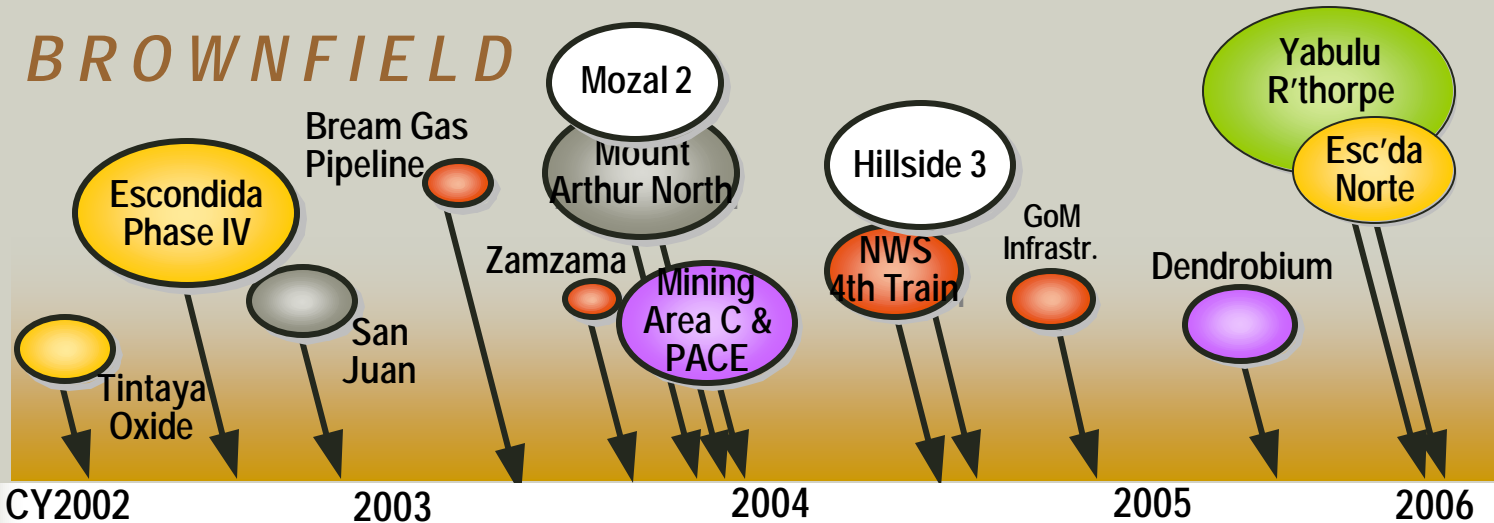 BROWNFIELD
Mozal 2
Yabulu
R'thorpe
Bream Gas
Pipeline
Mount
Arthur North
Hillside 3
Esc'da
Norte
Escondida
Phase IV
GoM
Infrastr.
Zamzama
NWS
4th Train
Dendrobium
Mining
Area C &
PACE
San
Juan
Tintaya
Oxide
CY2002
2003
2004
2005
2006